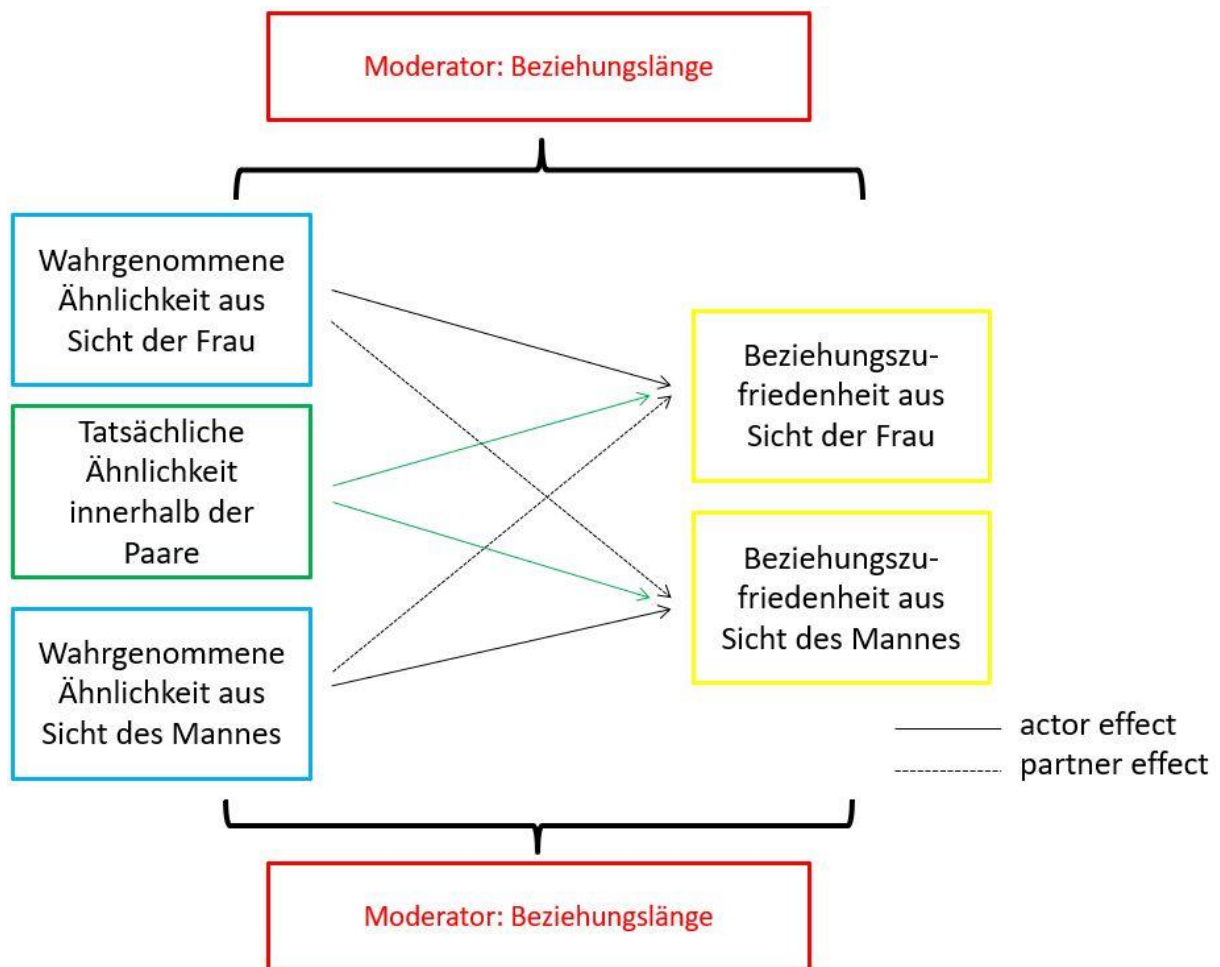 Moderator: Beziehungslänge
Wahrgenommene
Ähnlichkeit aus
Sicht der Frau
Tatsächliche
Ähnlichkeit
innerhalb der
Paare
Wahrgenommene
Ähnlichkeit aus
Sicht des Mannes
Beziehungszu-
friedenheit aus
Sicht der Frau
Beziehungszu-
friedenheit aus
Sicht des Mannes
actor effect
partner effect
Moderator: Beziehungslänge